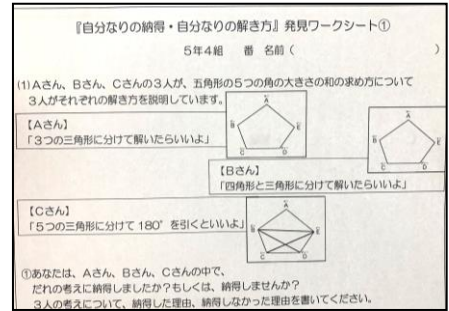 『自分なりの納得・自分なりの解き方』発見ワークシート①
5年4組　番 名前（　　　）
(1)Aさん、Bさん、Cさんの3人が、五角形の5つの角の大きさの和の求め方について
3人がそれぞれの解き方を説明しています。
【Aさん】
「3つの三角形に分けて解いたらいいよ」
A
B
E
C
D
A
B
E
C
D
【Bさん】
「四角形と三角形に分けて解いたらいいよ」
【Cさん】
「5つの三角形に分けて 180°を引くといいよ」
A
B
E
C
D
①あなたは、Aさん、Bさん、Cさんの中で、
だれの考えに納得しましたか？もしくは、納得しませんか？
3人の考えについて、納得した理由、納得しなかった理由を書いてください。